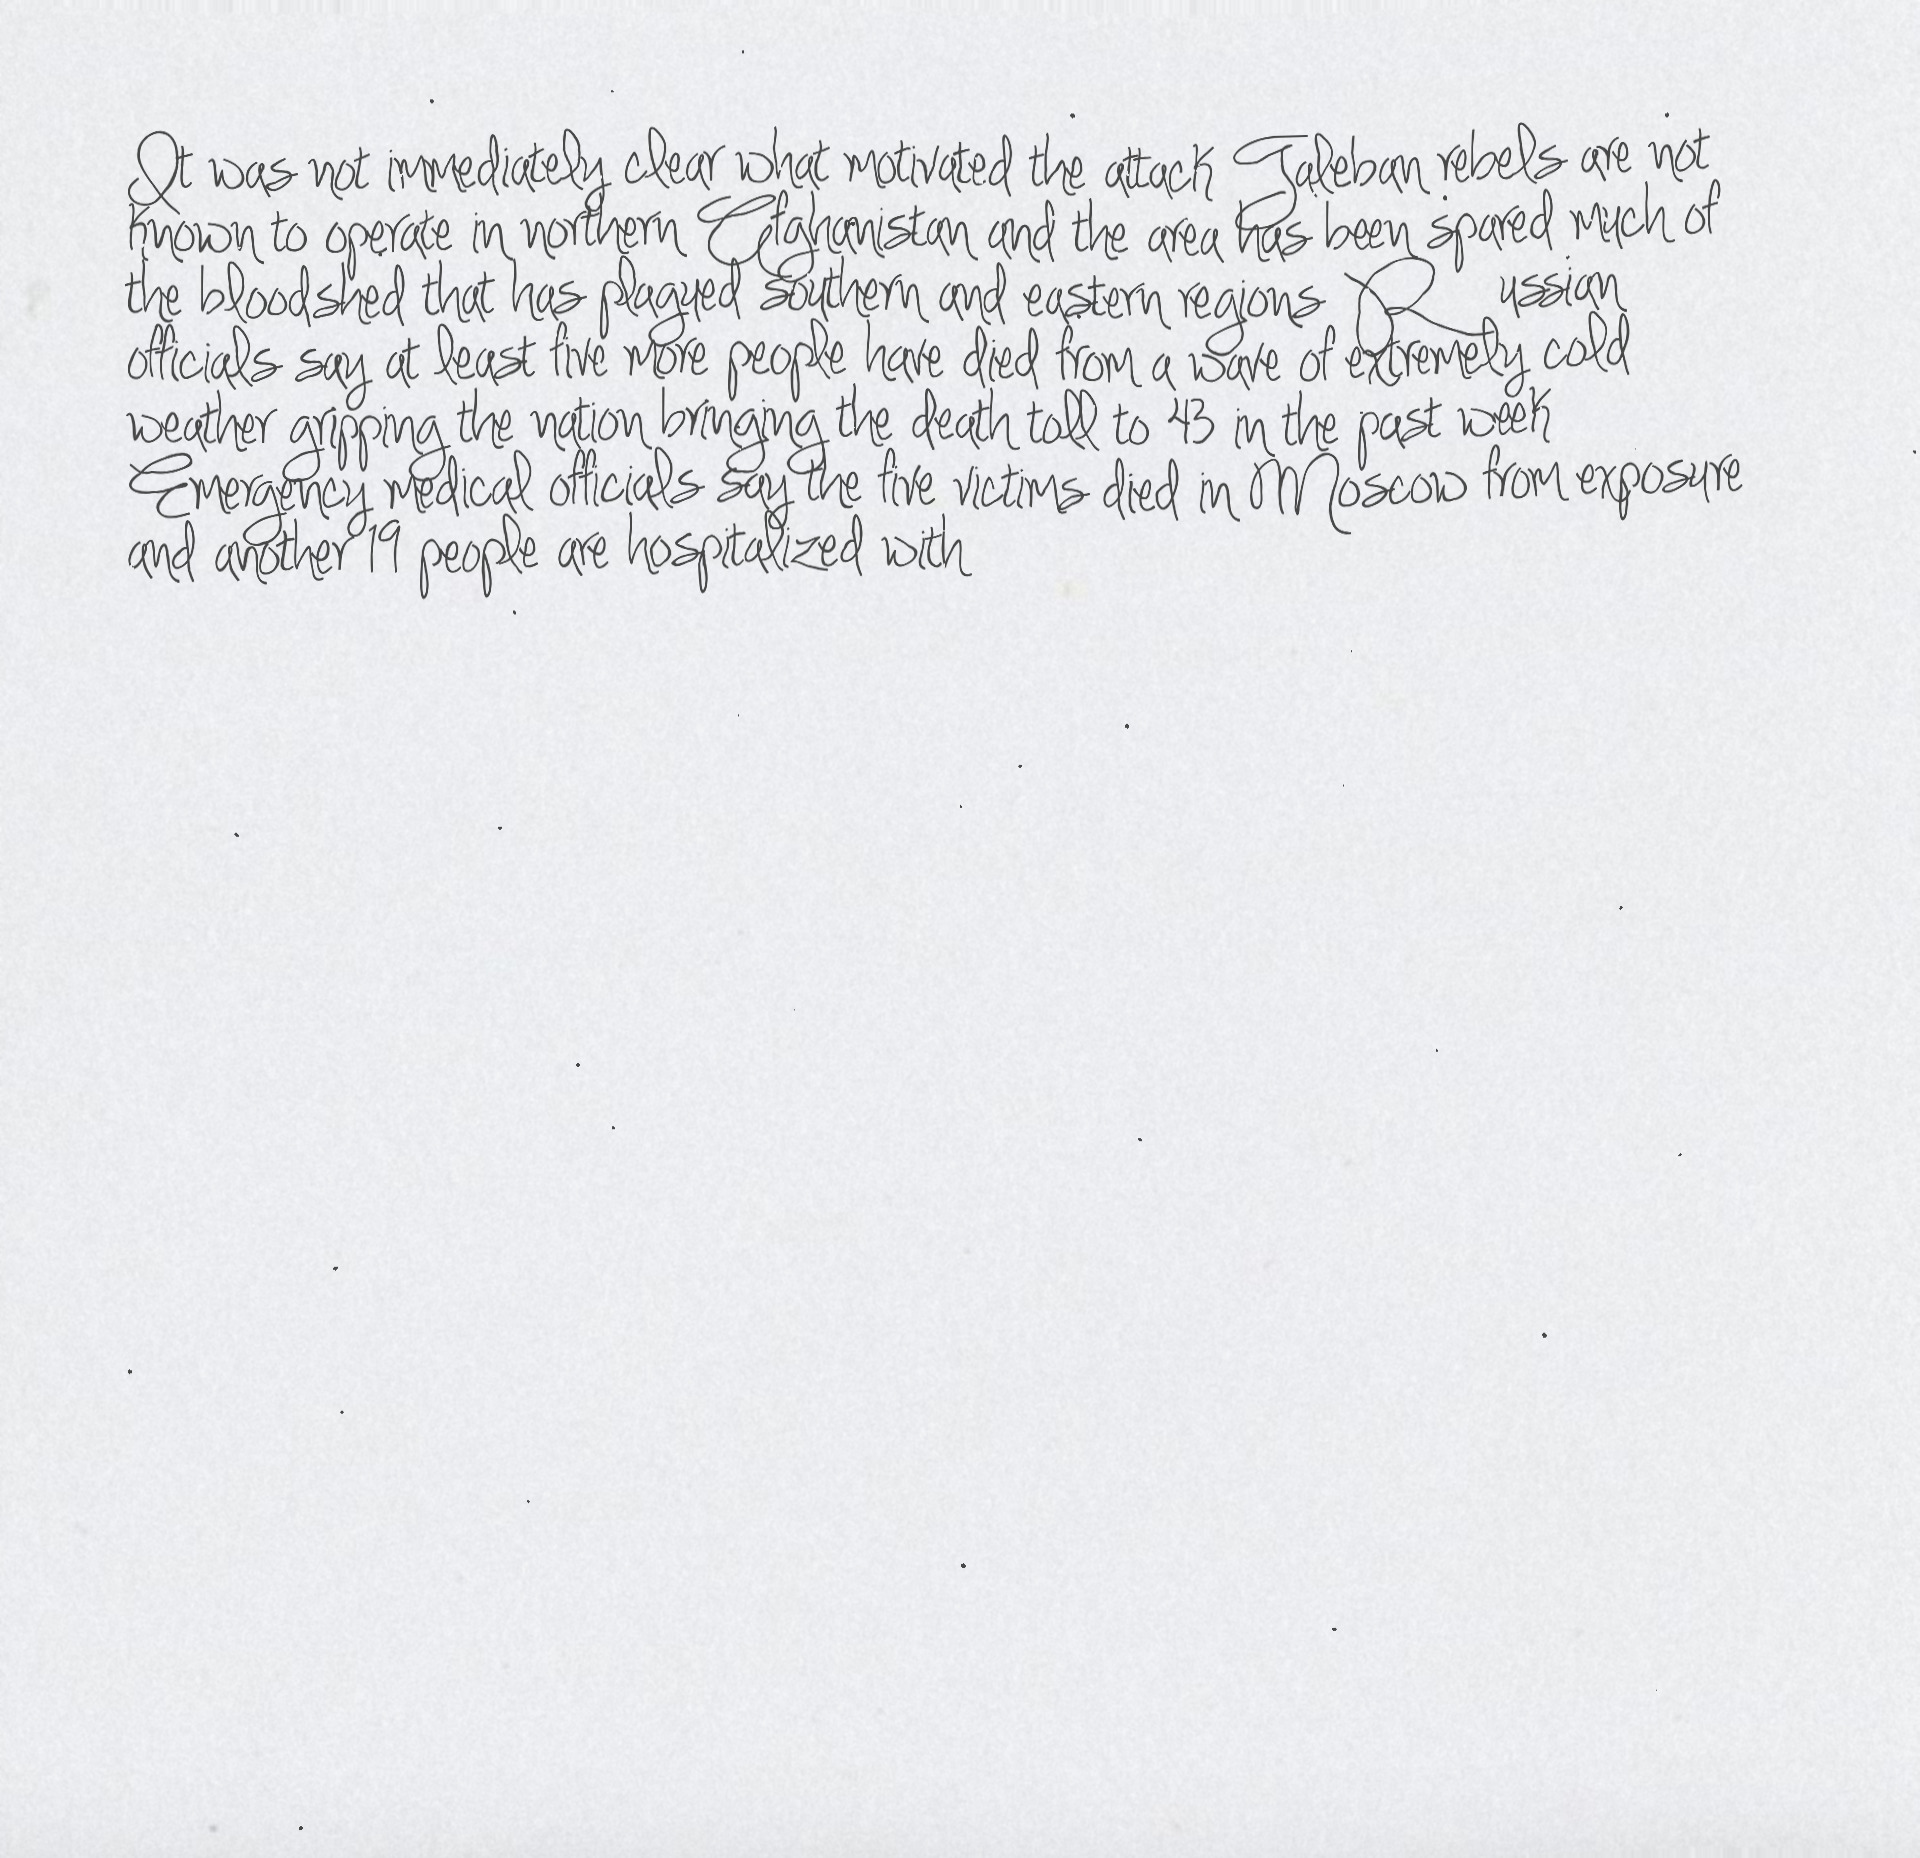 It was not immediately clear what motivated the attack Taleban rebels are not
known to operate in northern Afghanistan and the area has been spared much of
the bloodshed that has plagued southern and eastern regions Russian
officials say at least five more people have died from a wave of extremely cold
weather gripping the nation bringing the death toll to 43 in the past week
Emergency medical officials say the five victims died in Moscow from exposure
and another 19 people are hospitalized with